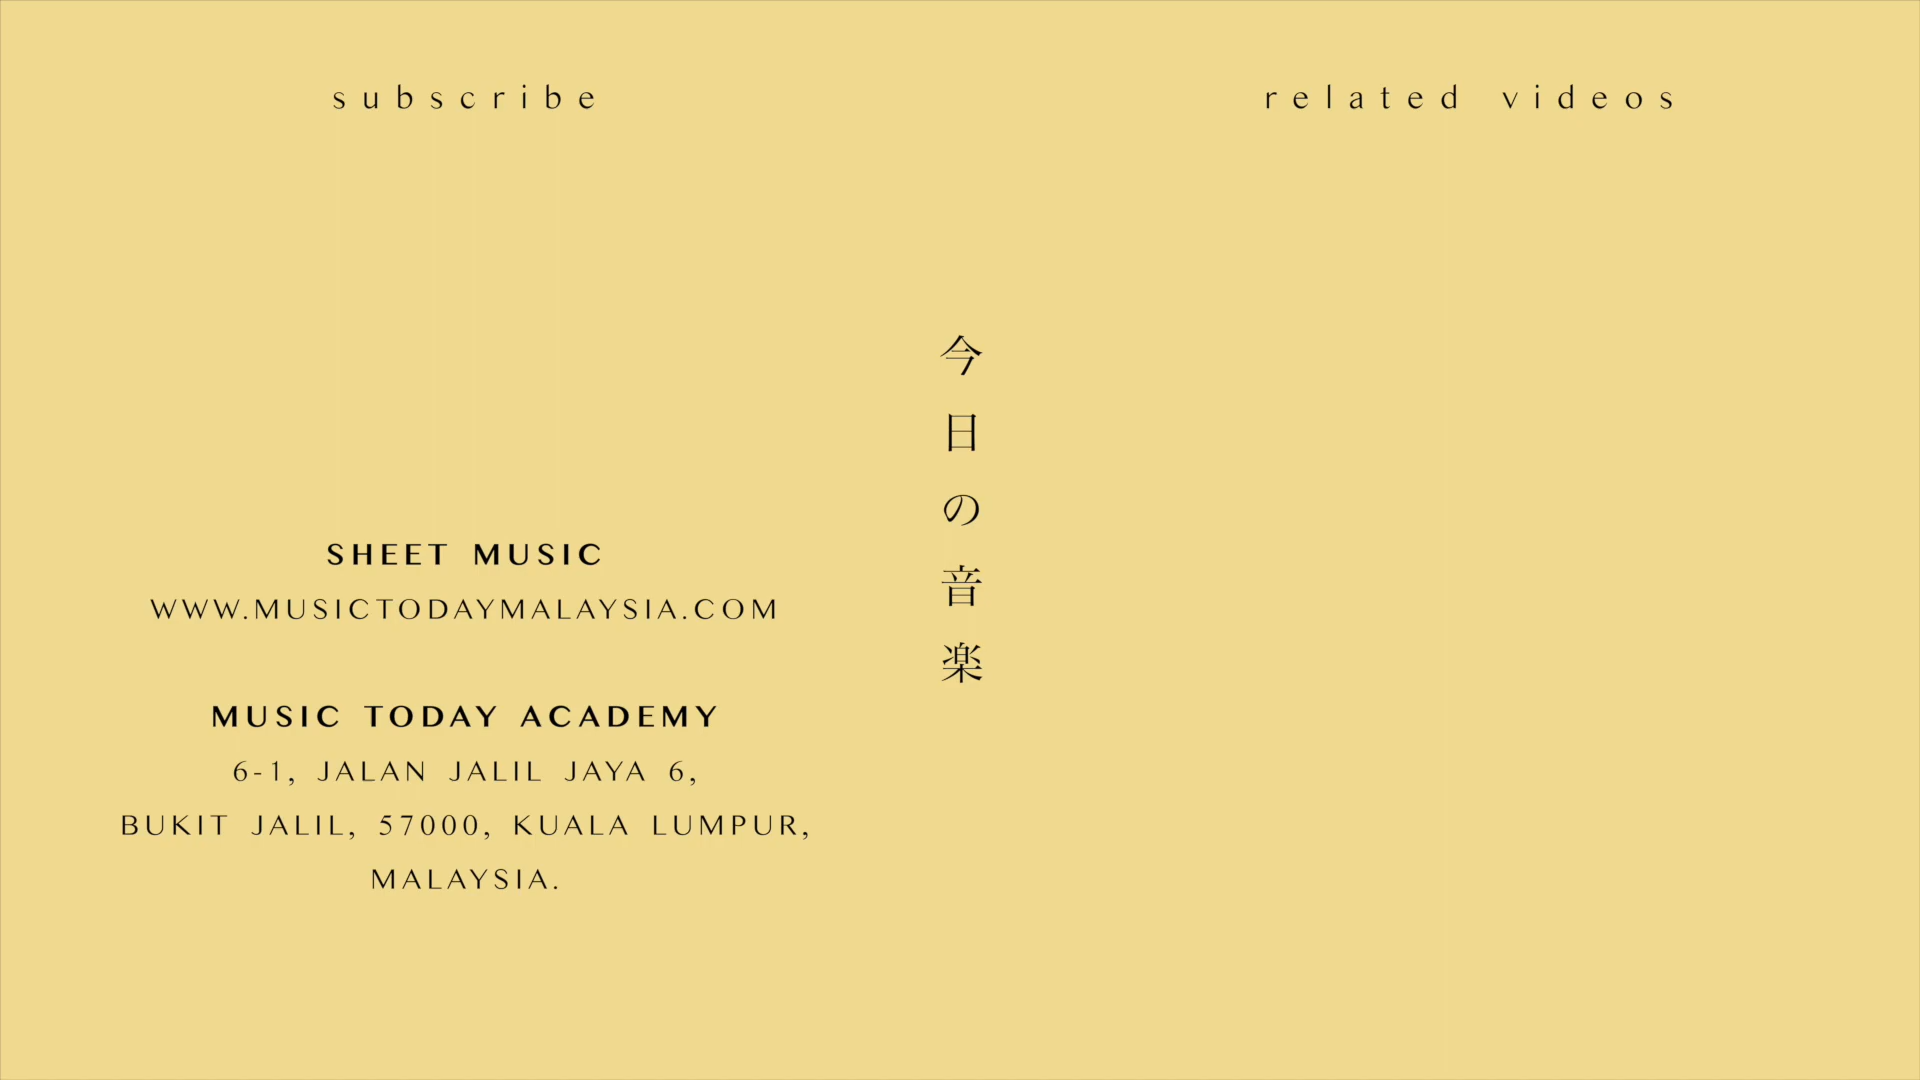 subscribe
related videos
今日の音楽
SHEET MUSIC
WWW.MUSICTODAYMALAYSIA.COM
MUSIC TODAY ACADEMY
6-1, JALAN JALIL JAYA 6,
BUKIT JALIL, 57000, KUALA LUMPUR,
MALAYSIA.